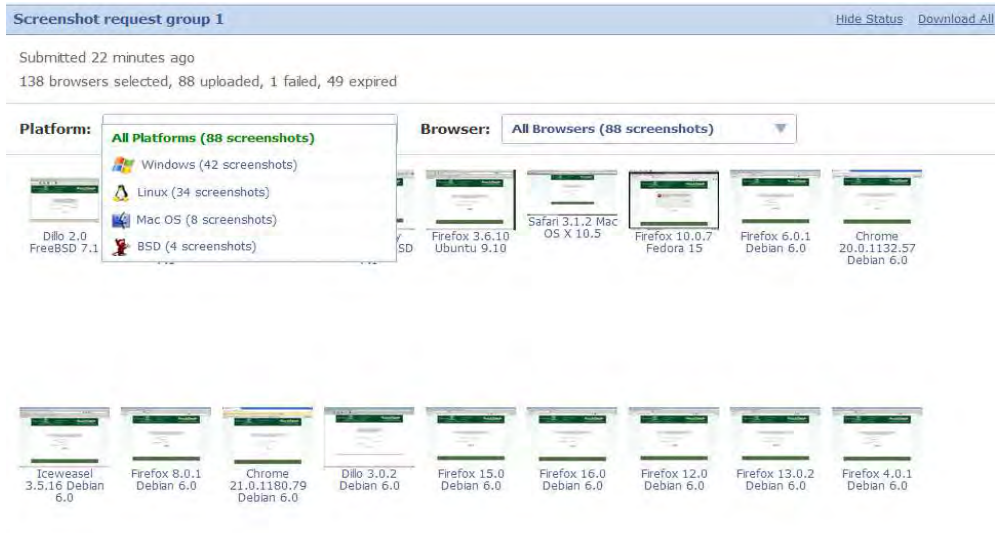 Screenshot request group 1
Hide Status Download All
Submitted 22 minutes ago
138 browsers selected, 88 uploaded, 1 failed, 49 expired
Platform:
All Platforms (88 screenshots)
Windows (42 screenshots)
Linux (34 screenshots)
Mac OS (8 screenshots)
BSD (4 screenshots)
Browser: All Browsers (88 screenshots)
Dillo 2.0
FreeBSD 7.1
Firefox 3.6.10
Ubuntu 9.10
Safari 3.1.2 Mac
OS X 10.5
Firefox 10.0.7
Fedora 15
Firefox 6.0.1
Debian 6.0
Chrome
20.0.1132.57
Debian 6.0
Iceweasel
3.5.16 Debian
6.0
Firefox 8.0.1
Debian 6.0
Chrome
21.0.1180.79
Debian 6.0
Dillo 3.0.2
Debian 6.0
Firefox 15.0
Debian 6.0
Firefox 16.0
Debian 6.0
Firefox 12.0
Debian 6.0
Firefox 13.0.2
Debian 6.0
Firefox 4.0.1
Debian 6.0